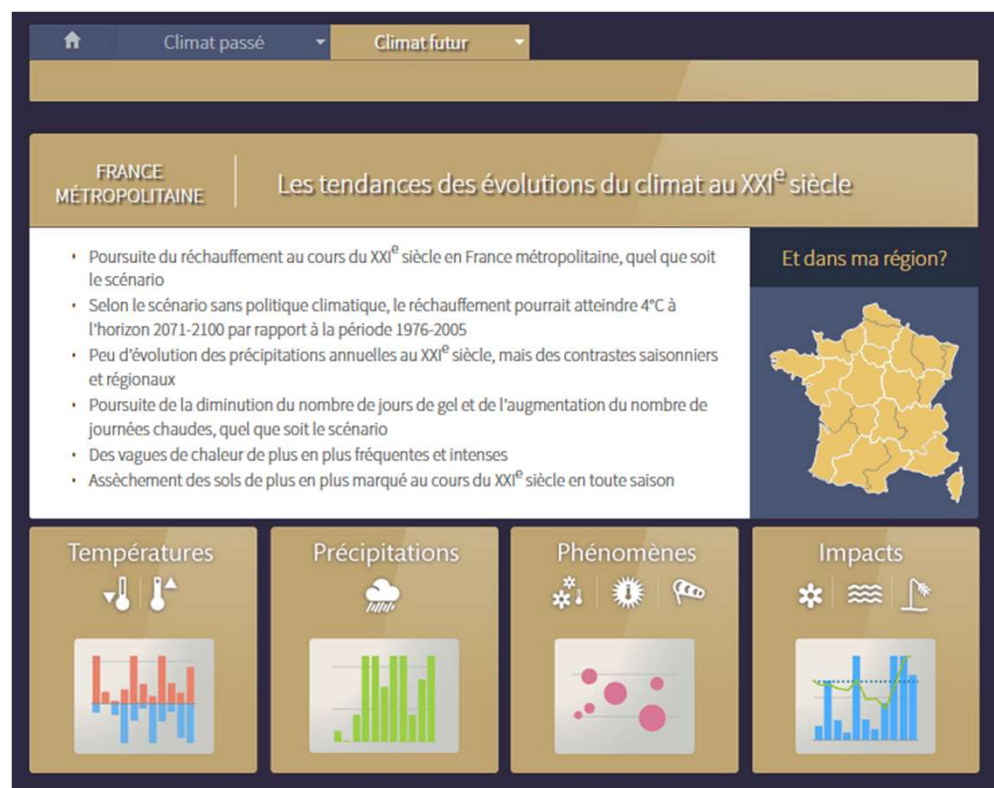 Climat passé Climat futur
FRANCE
MÉTROPOLITAINE
Les tendances des évolutions du climat au XXIe siècle
• Poursuite du réchauffement au cours du XXIe siècle en France métropolitaine, quel que soit
le scénario
• Selon le scénario sans politique climatique, le réchauffement pourrait atteindre 4°C à
l'horizon 2071-2100 par rapport à la période 1976-2005
• Peu d'évolution des précipitations annuelles au XXIe siècle, mais des contrastes saisonniers
et régionaux
• Poursuite de la diminution du nombre de jours de gel et de l'augmentation du nombre de
journées chaudes, quel que soit le scénario
• Des vagues de chaleur de plus en plus fréquentes et intenses
• Assèchement des sols de plus en plus marqué au cours du XXIe siècle en toute saison
Et dans ma région?
Températures
Précipitations
Phénomènes
Impacts